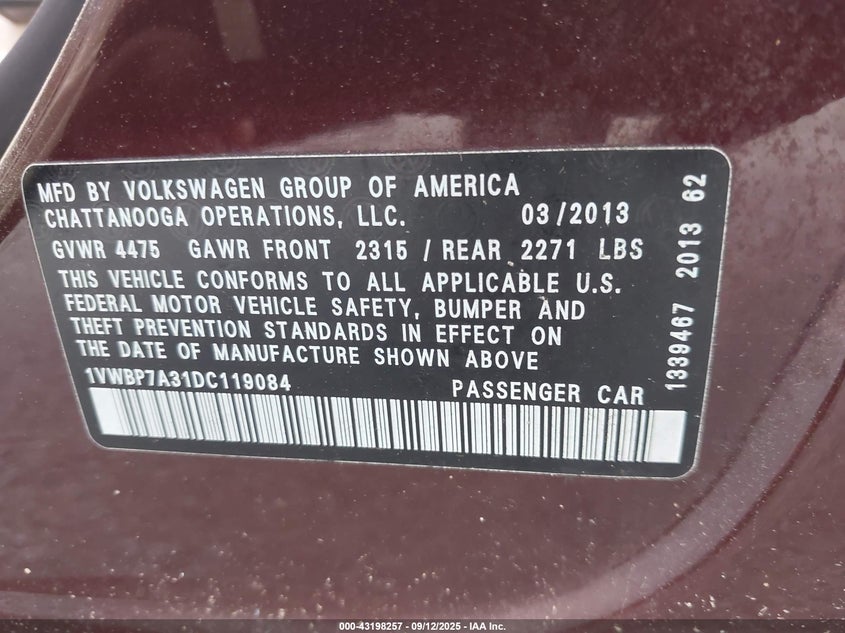 MFD BY VOLKSWAGEN GROUP OF AMERICA
CHATTANOOGA OPERATIONS, LLC. 03/2013
GVWR 4475 GAWR FRONT 2315 / REAR 2271 LBS
THIS VEHICLE CONFORMS TO ALL APPLICABLE U.S.
FEDERAL MOTOR VEHICLE SAFETY, BUMPER AND
THEFT PREVENTION STANDARDS IN EFFECT ON
THE DATE OF MANUFACTURE SHOWN ABOVE
1VWBP7A31DC119084 PASSENGER CAR
1339467 2013 62
000-43198257 - 09/12/2025 - IAA Inc.